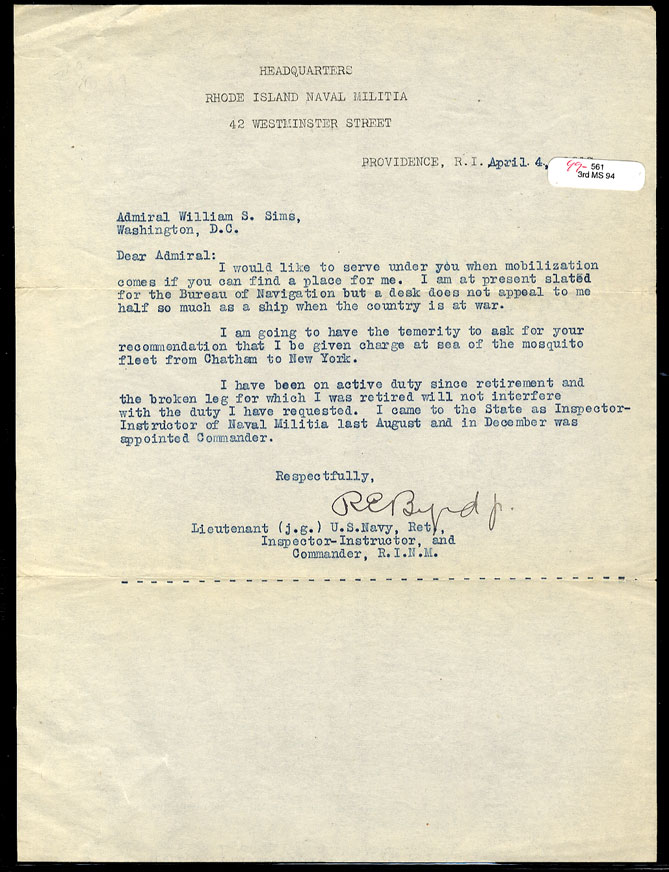 HEADQUARTERS
RHODE ISLAND NAVAL MILITIA
42 WESTMINSTER STREET
PROVIDENCE, R.I. April 4,
561
3rd MS 94
Admiral William S. Sims,
Washington, D.C.
Dear Admiral:
I would like to serve under you when mobilization
comes if you can find a place for me. I am at present slated
for the Bureau of Navigation but a desk does not appeal to me
half so much as a ship when the country is at war.
I am going to have the temerity to ask for your
recommendation that I be given charge at sea of the mosquito
fleet from Chatham to New York.
I have been on active duty since retirement and
the broken leg for which I was retired will not interfere
with the duty I have requested. I came to the State as Inspector-
Instructor of Naval Militia last August and in December was
appointed Commander.
Respectfully,
R E Byrd jr.
Lieutenant (j.g.) U.S.Navy, Ret.,
Inspector-Instructor, and
Commander, R.I.N.M.